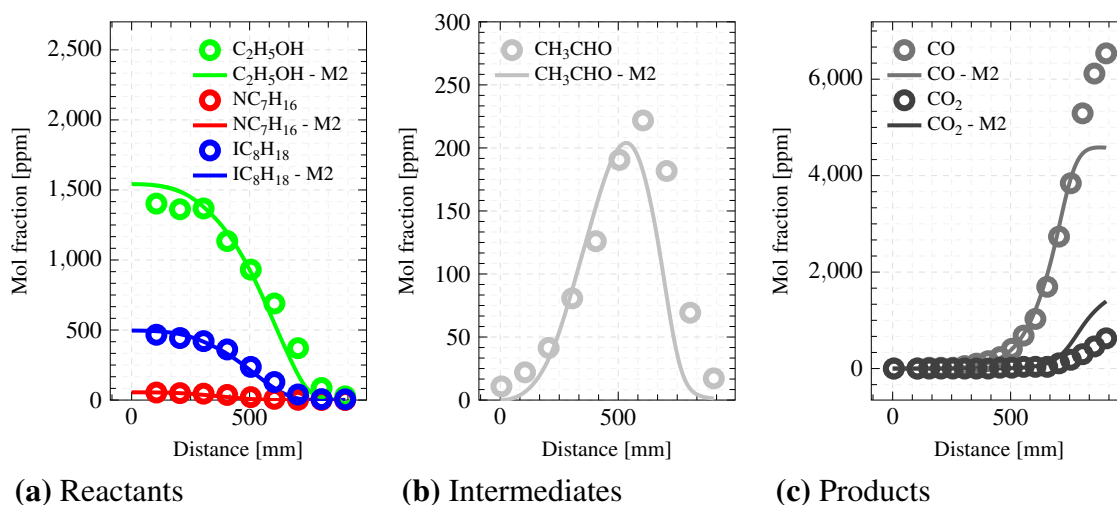 2,500
2,000
1,500
1,000
500
0
0
500
Mol fraction [ppm]
Distance [mm]
C₂H₅OH
C₂H₅OH - M2
NC₇H₁₆
NC₇H₁₆ - M2
IC₈H₁₈
IC₈H₁₈ - M2
(a) Reactants
300
250
200
150
100
50
0
0
500
Mol fraction [ppm]
Distance [mm]
CH₃CHO
CH₃CHO - M2
(b) Intermediates
6,000
4,000
2,000
0
0
500
Mol fraction [ppm]
Distance [mm]
CO
CO - M2
CO₂
CO₂ - M2
(c) Products